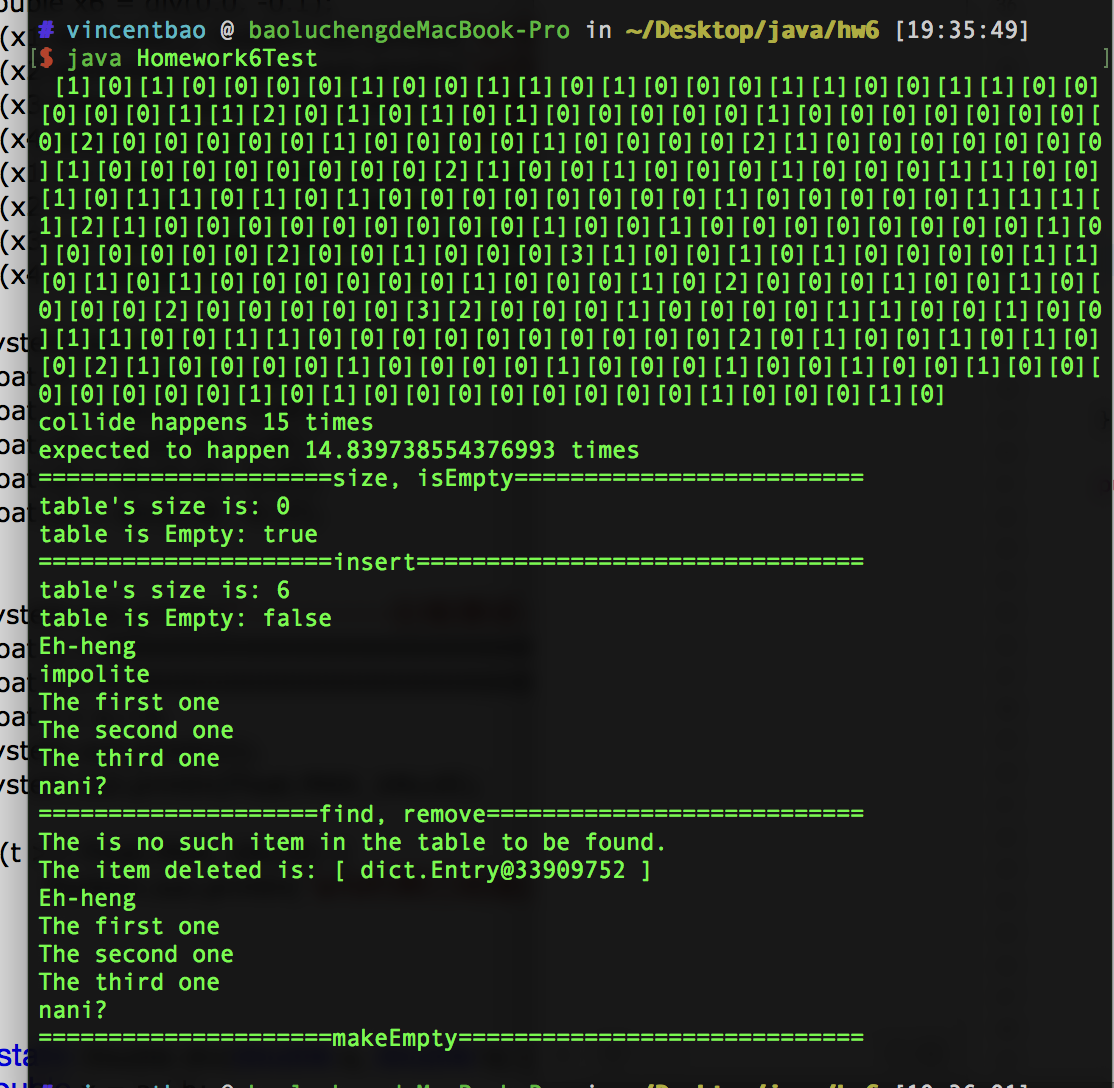 # vincentbao @ baoluchengdeMacBook-Pro in ~/Desktop/java/hw6 [19:35:49]
[$ java Homework6Test ]
[1][0][1][0][0][0][0][1][0][0][1][1][0][1][0][0][0][1][1][0][0][1][1][0][0]
[0][0][0][1][1][2][0][1][0][3][0][1][0][0][0][0][0][1][0][0][0][0][0][0][0][
0][2][0][0][0][0][0][1][0][0][0][0][1][0][0][0][0][2][1][0][0][0][0][0][0][0
][1][0][0][0][0][0][0][0][0][2][1][0][0][1][0][0][0][1][0][0][0][1][1][0][0]
[1][0][1][1][0][1][0][0][1][0][0][0][0][1][0][0][0][0][1][0][0][0][1][1][1][
1][2][1][0][0][0][0][0][0][0][0][0][1][0][0][1][0][0][0][0][0][0][0][0][1][0
][0][0][0][0][0][2][0][0][1][0][0][0][3][1][0][0][1][0][1][0][0][0][0][1][1]
[0][1][0][1][0][0][0][0][0][0][1][0][0][0][1][0][2][0][0][0][1][0][0][1][0][
0][0][0][2][0][0][0][0][0][3][2][0][0][0][1][0][0][0][0][1][1][0][0][1][0][0
][1][1][0][0][1][1][0][0][0][0][0][0][0][0][0][0][2][0][1][0][0][1][0][1][0]
[0][2][1][0][0][0][0][1][0][0][0][0][1][0][0][0][1][0][0][1][0][0][1][0][0][
0][0][0][0][0][1][0][1][0][0][0][0][0][0][0][0][1][0][0][0][1][0]
collide happens 15 times
expected to happen 14.839738554376993 times
=====================size, isEmpty=========================
table's size is: 0
table is Empty: true
=====================insert================================
table's size is: 6
table is Empty: false
Eh-heng
impolite
The first one
The second one
The third one
nani?
====================find, remove===========================
The is no such item in the table to be found.
The item deleted is: [ dict.Entry@33909752 ]
Eh-heng
The first one
The second one
The third one
nani?
=====================makeEmpty=============================